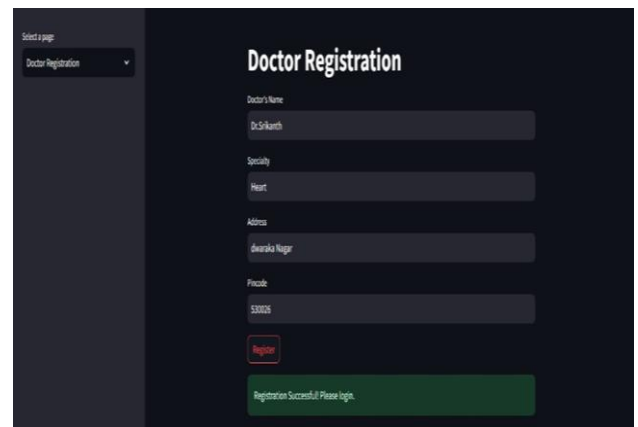 Select a page:
Doctor Registration
Doctor Registration
Doctor's Name
Dr.Srikanth
Specialty
Heart
Address
dwaraka Nagar
Pincode
530026
Register
Registration Successful! Please login.